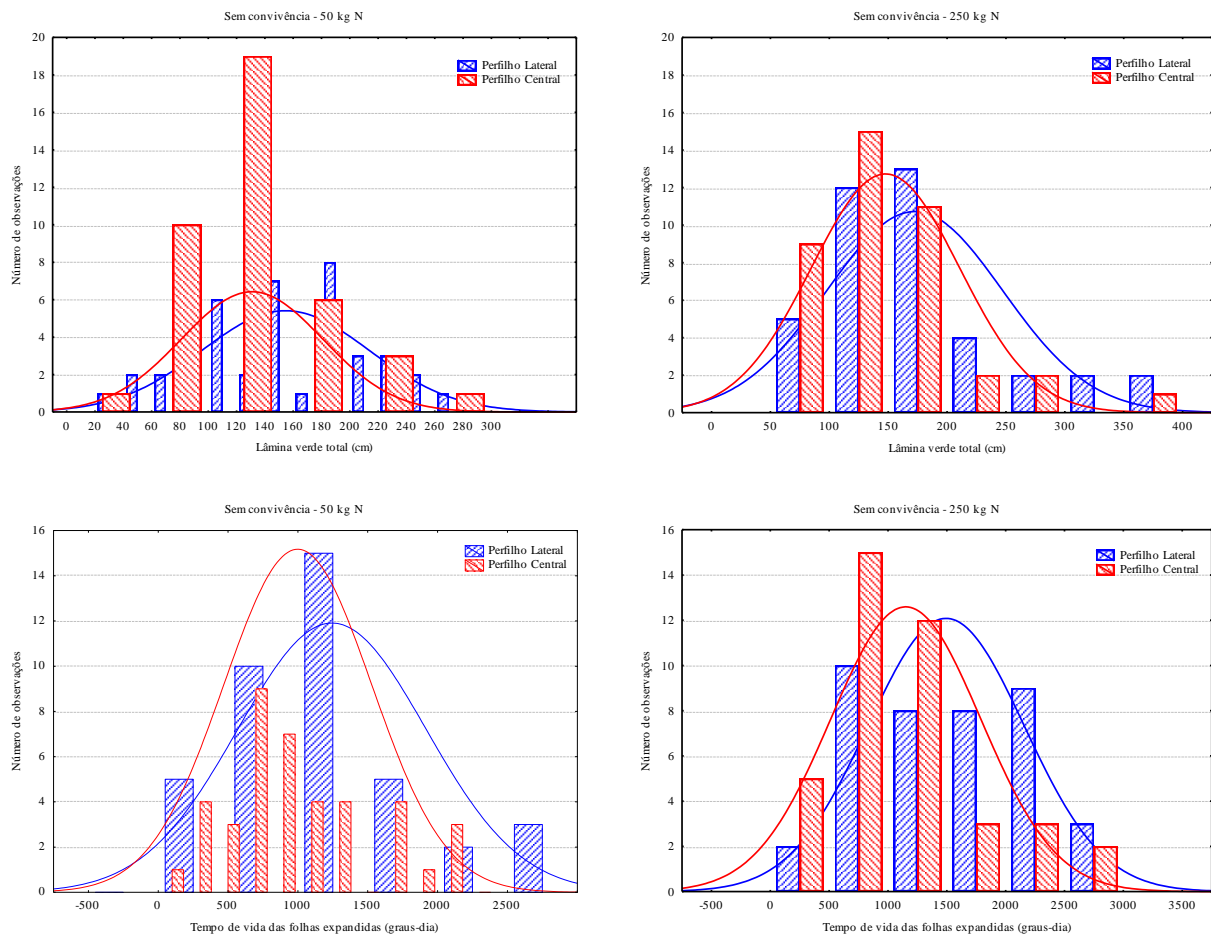 Sem convivência - 50 kg N
20
18
16
14
12
10
8
6
4
2
0
Número de observações
Perfilho Lateral
Perfilho Central
0 20 40 60 80 100 120 140 160 180 200 220 240 260 280 300
Lâmina verde total (cm)
Sem convivência - 250 kg N
20
18
16
14
12
10
8
6
4
2
0
Número de observações
Perfilho Lateral
Perfilho Central
0 50 100 150 200 250 300 350 400
Lâmina verde total (cm)
Sem convivência - 50 kg N
16
14
12
10
8
6
4
2
0
Número de observações
Perfilho Lateral
Perfilho Central
-500 0 500 1000 1500 2000 2500
Tempo de vida das folhas expandidas (graus-dia)
Sem convivência - 250 kg N
16
14
12
10
8
6
4
2
0
Número de observações
Perfilho Lateral
Perfilho Central
-500 0 500 1000 1500 2000 2500 3000 3500
Tempo de vida das folhas expandidas (graus-dia)